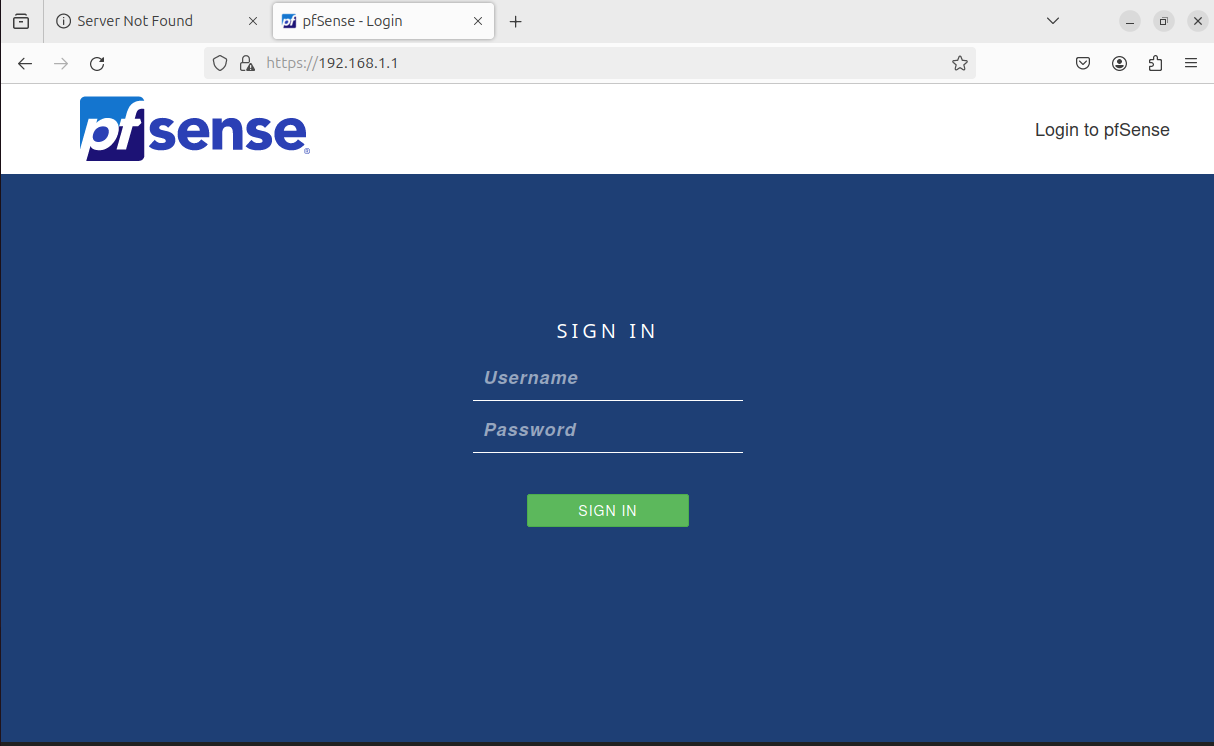 Server Not Found
pfSense - Login
https://192.168.1.1
pfsense®
Login to pfSense
SIGN IN
Username
Password
SIGN IN